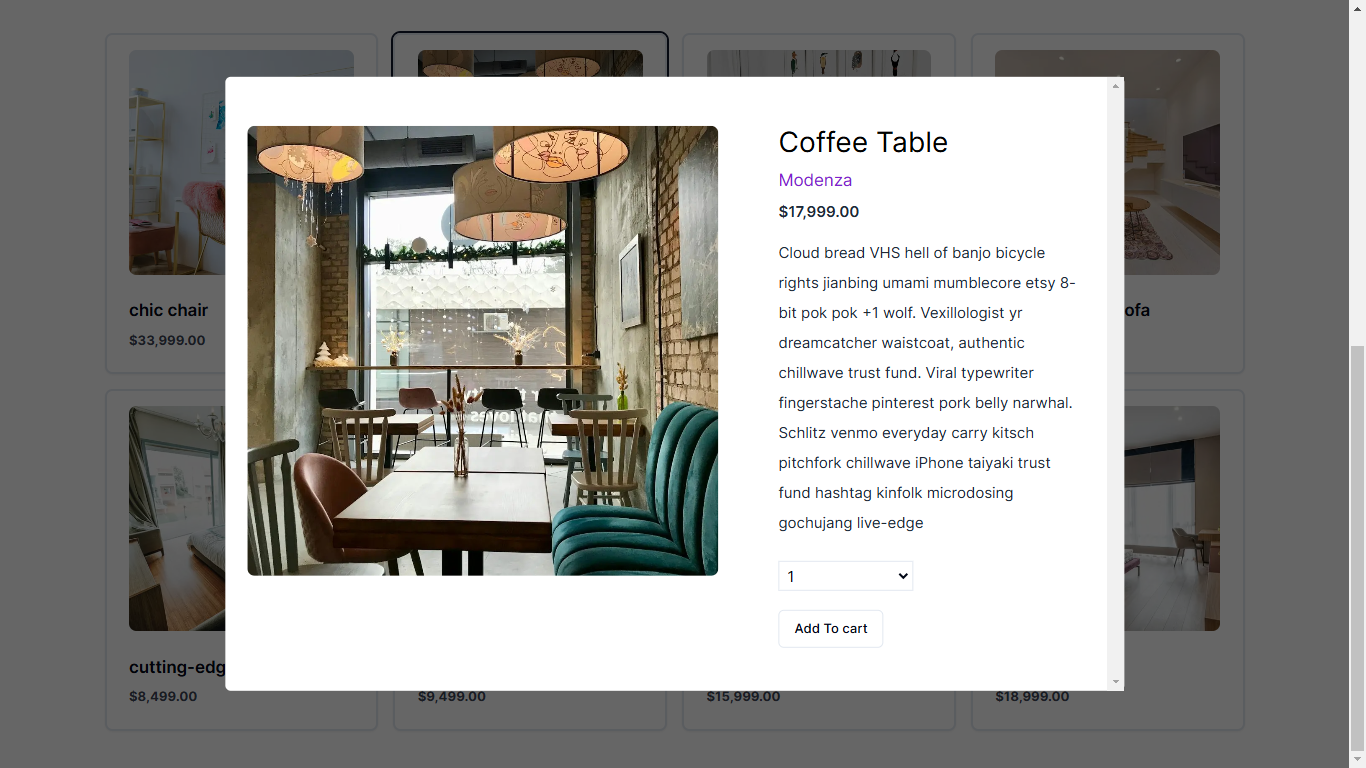 Coffee Table
Modenza
$17,999.00
Cloud bread VHS hell of banjo bicycle
rights jianbing umami mumblecore etsy 8-
bit pok pok +1 wolf. Vexillologist yr
dreamcatcher waistcoat, authentic
chillwave trust fund. Viral typewriter
fingerstache pinterest pork belly narwhal.
Schlitz venmo everyday carry kitsch
pitchfork chillwave iPhone taiyaki trust
fund hashtag kinfolk microdosing
gochujang live-edge
1
Add To cart
chic chair
$33,999.00
ofa
cutting-edg
$8,499.00
$9,499.00
$15,999.00
$18,999.00